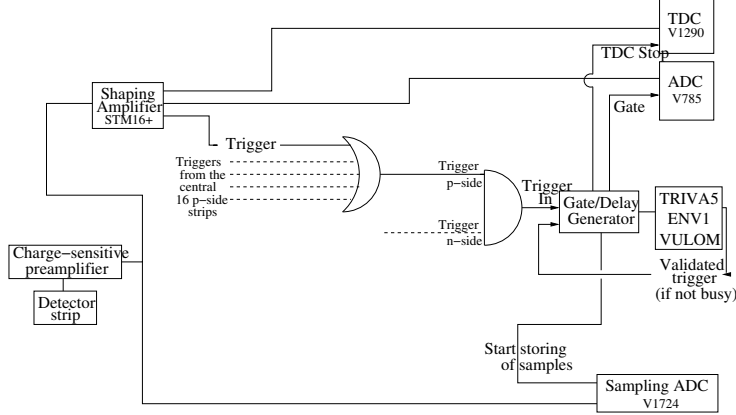 TDC
V1290
TDC Stop
ADC
V785
Gate
Shaping
Amplifier
STM16+
Trigger
Triggers
from the
central
16 p−side
strips
Trigger
p−side
Trigger
n−side
Trigger
In
Gate/Delay
Generator
TRIVA5
ENV1
VULOM
Validated
trigger
(if not busy)
Charge−sensitive
preamplifier
Detector
strip
Start storing
of samples
Sampling ADC
V1724